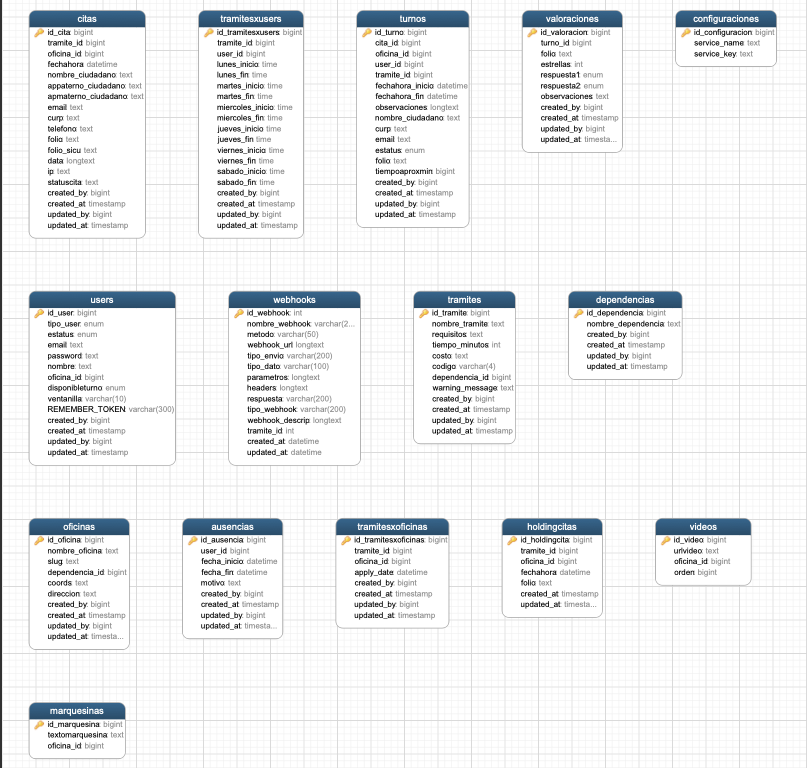 citas
id_cita: bigint
tramite_id: bigint
oficina_id: bigint
fechahora: datetime
nombre_ciudadano: text
appaterno_ciudadano: text
apmaterno_ciudadano: text
email: text
curp: text
telefono: text
folio: text
folio_sicu: text
data: longtext
ip: text
statuscita: text
created_by: bigint
created_at: timestamp
updated_by: bigint
updated_at: timestamp
tramitesxusers
id_tramitesxusers: bigint
tramite_id: bigint
user_id: bigint
lunes_inicio: time
lunes_fin: time
martes_inicio: time
martes_fin: time
miercoles_inicio: time
miercoles_fin: time
jueves_inicio: time
jueves_fin: time
viernes_inicio: time
viernes_fin: time
sabado_inicio: time
sabado_fin: time
created_by: bigint
created_at: timestamp
updated_by: bigint
updated_at: timestamp
turnos
id_turno: bigint
cita_id: bigint
oficina_id: bigint
user_id: bigint
tramite_id: bigint
fechahora_inicio: datetime
fechahora_fin: datetime
observaciones: longtext
nombre_ciudadano: text
curp: text
email: text
estatus: enum
folio: text
tiempoaproxmin: bigint
created_by: bigint
created_at: timestamp
updated_by: bigint
updated_at: timestamp
valoraciones
id_valoracion: bigint
turno_id: bigint
folio: text
estrellas: int
respuesta1: enum
respuesta2: enum
observaciones: text
created_by: bigint
created_at: timestamp
updated_by: bigint
updated_at: timesta...
configuraciones
id_configuracion: bigint
service_name: text
service_key: text
users
id_user: bigint
tipo_user: enum
estatus: enum
email: text
password: text
nombre: text
oficina_id: bigint
disponibleturno: enum
ventanilla: varchar(10)
REMEMBER_TOKEN: varchar(300)
created_by: bigint
created_at: timestamp
updated_by: bigint
updated_at: timestamp
webhooks
id_webhook: int
nombre_webhook: varchar(2...
metodo: varchar(50)
webhook_url: longtext
tipo_envio: varchar(200)
tipo_dato: varchar(100)
parametros: longtext
headers: longtext
respuesta: varchar(200)
tipo_webhook: varchar(200)
webhook_descrip: longtext
tramite_id: int
created_at: datetime
updated_at: datetime
tramites
id_tramite: bigint
nombre_tramite: text
requisitos: text
tiempo_minutos: int
costo: text
codigo: varchar(4)
dependencia_id: bigint
warning_message: text
created_by: bigint
created_at: timestamp
updated_by: bigint
updated_at: timestamp
dependencias
id_dependencia: bigint
nombre_dependencia: text
created_by: bigint
created_at: timestamp
updated_by: bigint
updated_at: timestamp
oficinas
id_oficina: bigint
nombre_oficina: text
slug: text
dependencia_id: bigint
coords: text
direccion: text
created_by: bigint
created_at: timestamp
updated_by: bigint
updated_at: timesta...
ausencias
id_ausencia: bigint
user_id: bigint
fecha_inicio: datetime
fecha_fin: datetime
motivo: text
created_by: bigint
created_at: timestamp
updated_by: bigint
updated_at: timesta...
tramitesxoficinas
id_tramitesxoficinas: bigint
tramite_id: bigint
oficina_id: bigint
apply_date: datetime
created_by: bigint
created_at: timestamp
updated_by: bigint
updated_at: timestamp
holdingcitas
id_holdingcita: bigint
tramite_id: bigint
oficina_id: bigint
fechahora: datetime
folio: text
created_at: timestamp
updated_at: timesta...
videos
id_video: bigint
urlvideo: text
oficina_id: bigint
orden: bigint
marquesinas
id_marquesina: bigint
textomarquesina: text
oficina_id: bigint